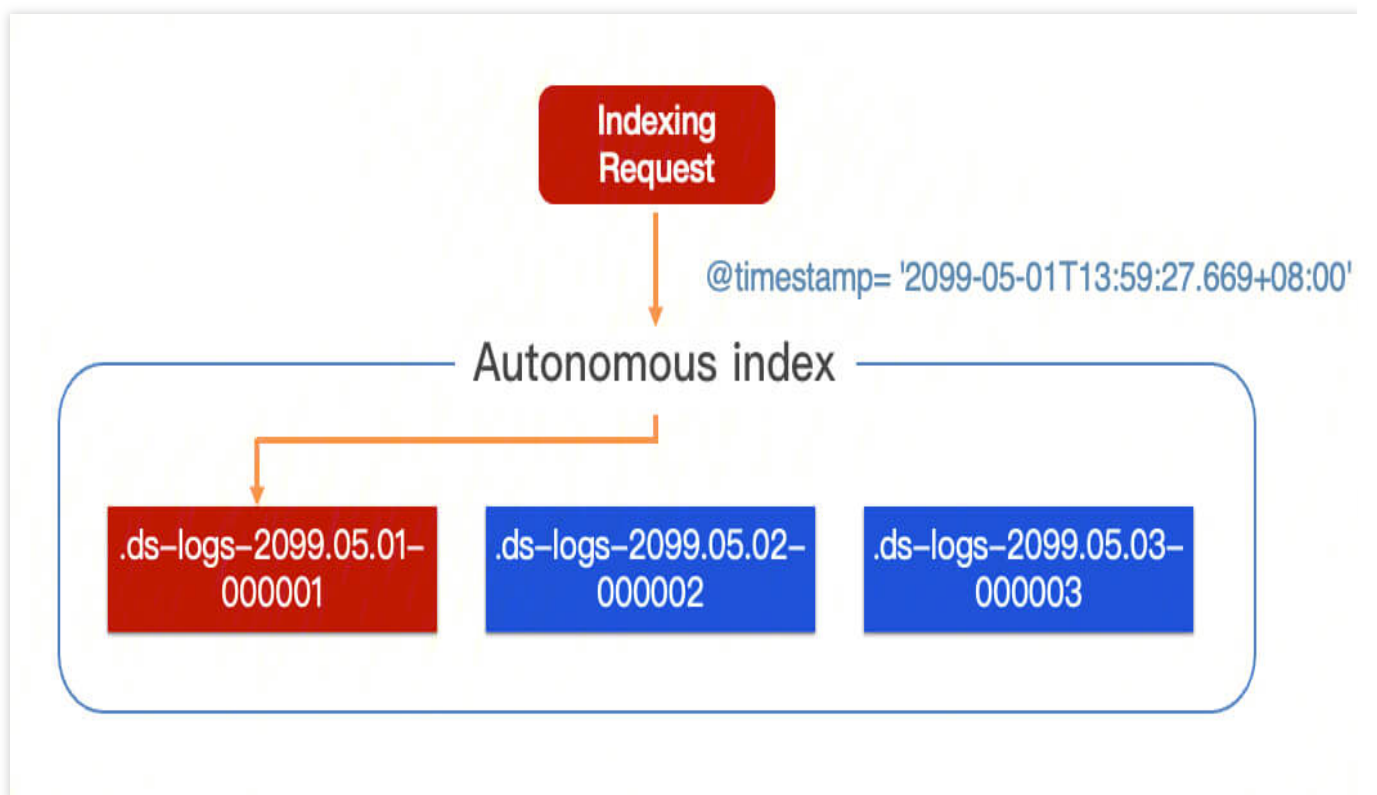 Indexing
Request
@timestamp= '2099-05-01T13:59:27.669+08:00'
Autonomous index
.ds-logs-2099.05.01-
000001
.ds-logs-2099.05.02-
000002
.ds-logs-2099.05.03-
000003